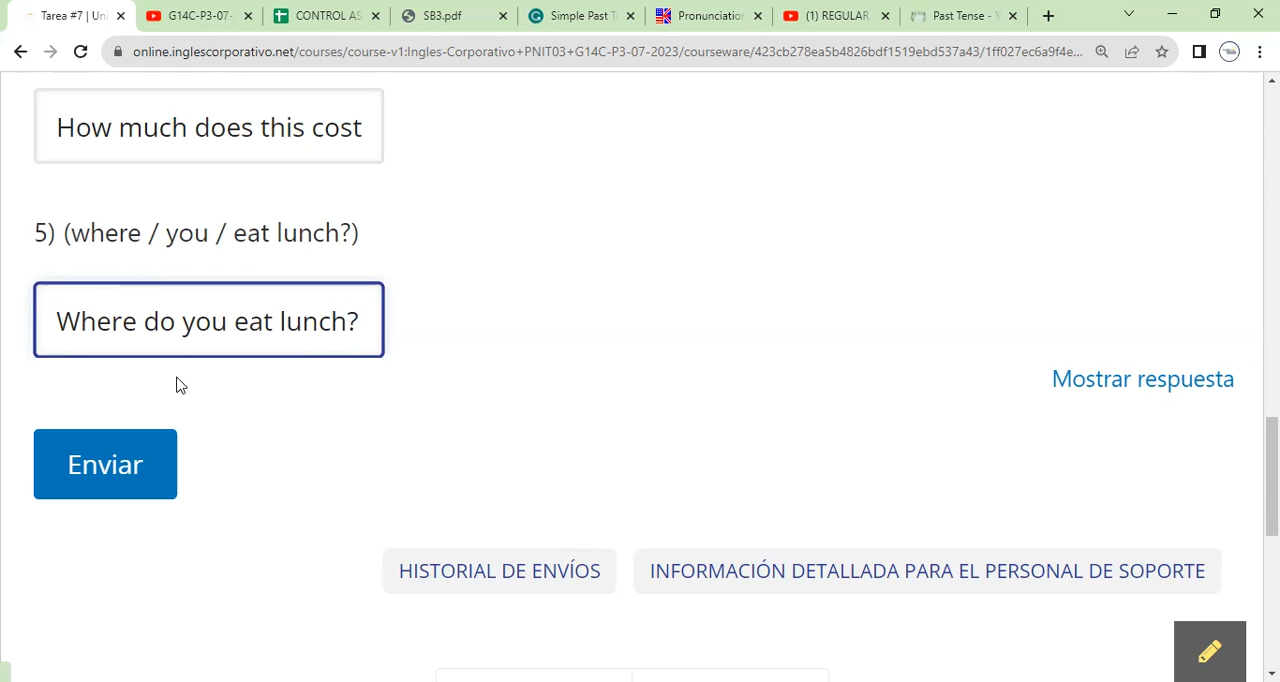 Tarea #7 | Uni
G14C-P3-07-
CONTROL AS
SB3.pdf
Simple Past T
Pronunciation
(1) REGULAR
Past Tense -
online.inglescorporativo.net/courses/course-v1:Ingles-Corporativo+PNIT03+G14C-P3-07-2023/courseware/423cb278ea5b4826bdf1519ebd537a43/1ff027ec6a9f4e...
How much does this cost
5) (where / you / eat lunch?)
Where do you eat lunch?
Mostrar respuesta
Enviar
HISTORIAL DE ENVÍOS
INFORMACIÓN DETALLADA PARA EL PERSONAL DE SOPORTE